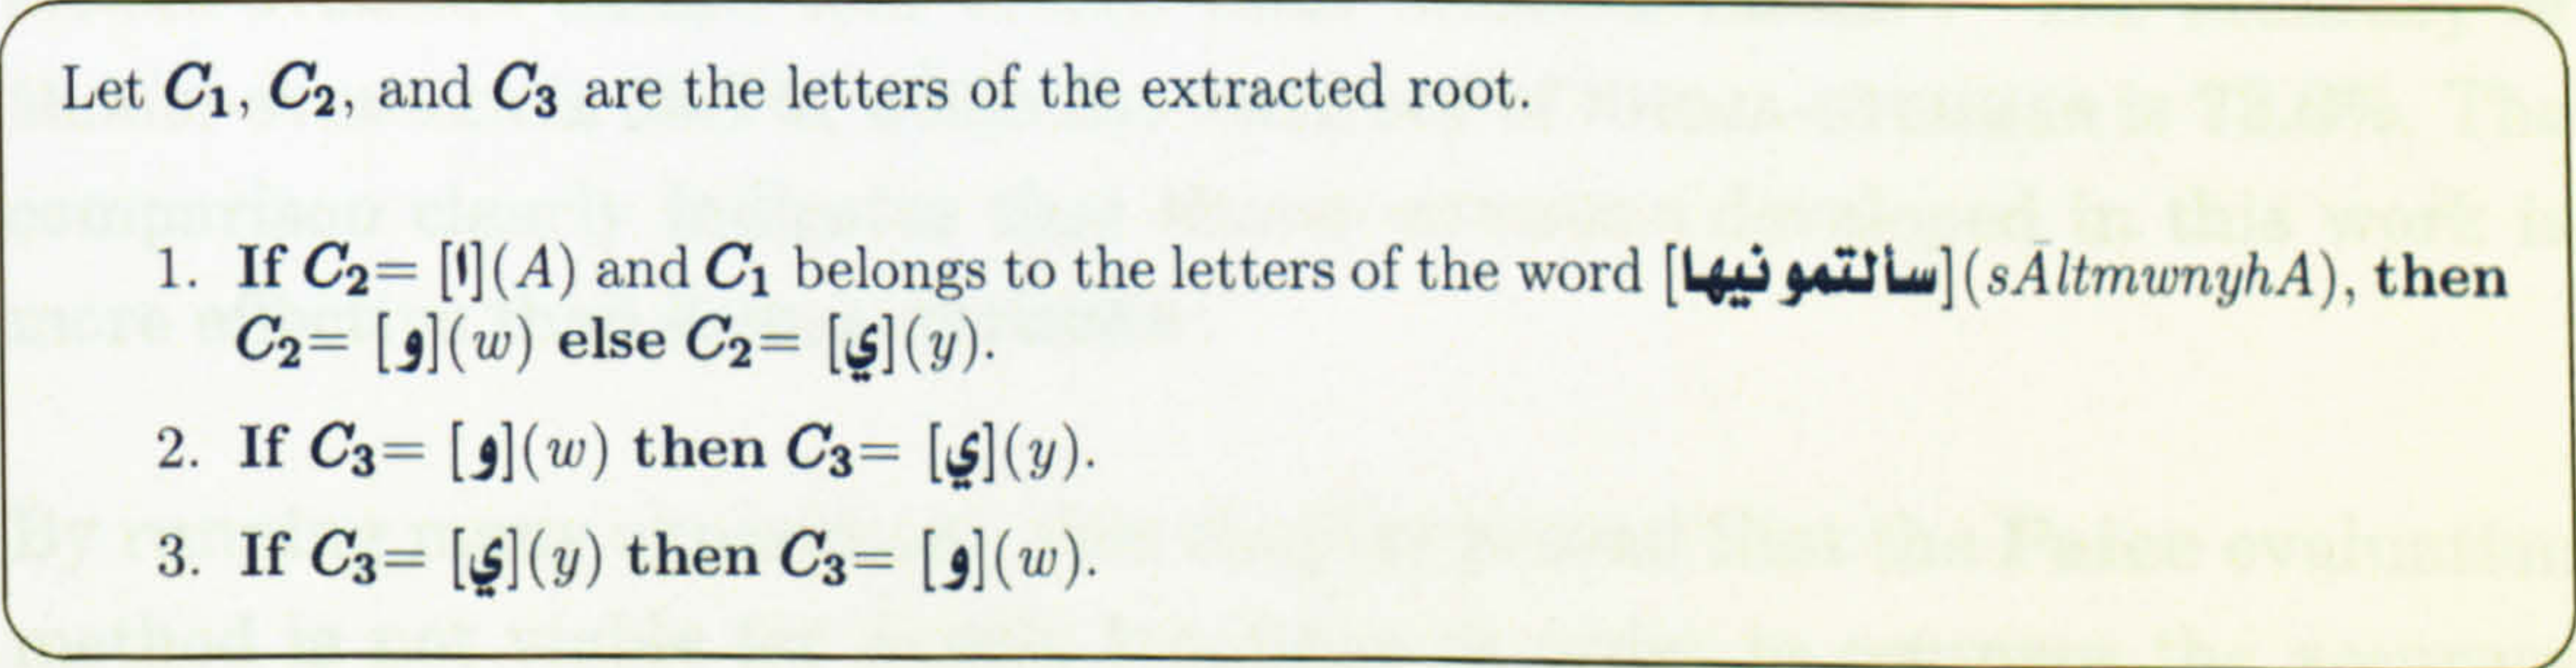 Let C₁, C₂, and C₃ are the letters of the extracted root.
1. If C₂= [ا](A) and C₁ belongs to the letters of the word [سألتمونيها](sĀltmwnyhA), then
C₂= [و](w) else C₂= [ي](y).
2. If C₃= [و](w) then C₃= [ي](y).
3. If C₃= [ي](y) then C₃= [و](w).